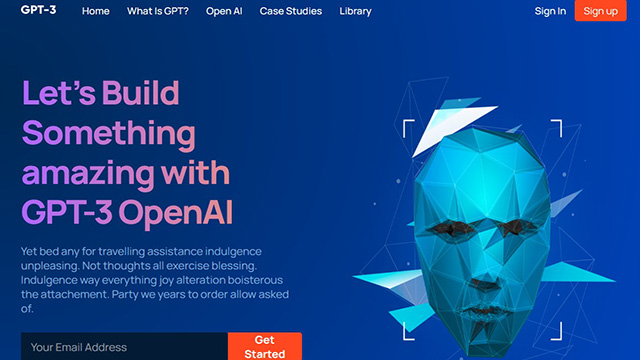 GPT-3 Home What Is GPT? Open AI Case Studies Library Sign In Sign up
Let's Build
Something
amazing with
GPT-3 OpenAI
Yet bed any for travelling assistance indulgence
unpleasing. Not thoughts all exercise blessing.
Indulgence way everything joy alteration boisterous
the attachement. Party we years to order allow asked
of.
Your Email Address
Get
Started